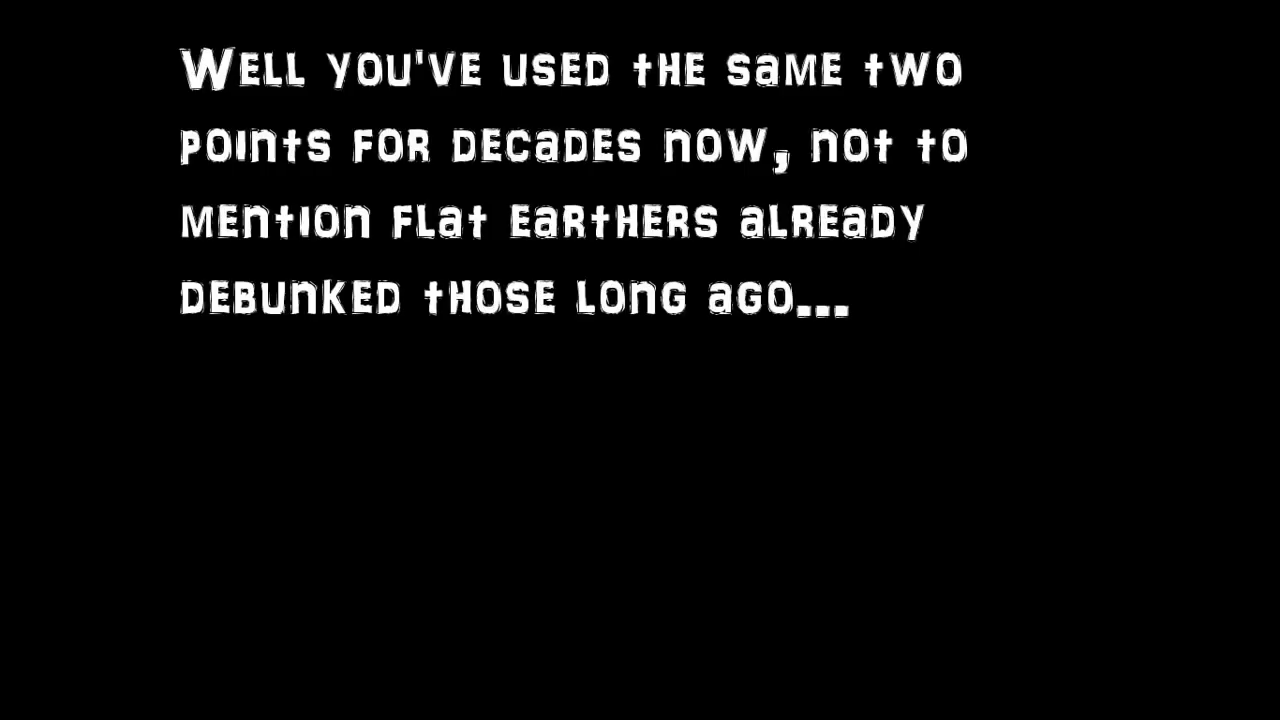 Well you've used the same two
points for decades now, not to
mention flat earthers already
debunked those long ago...